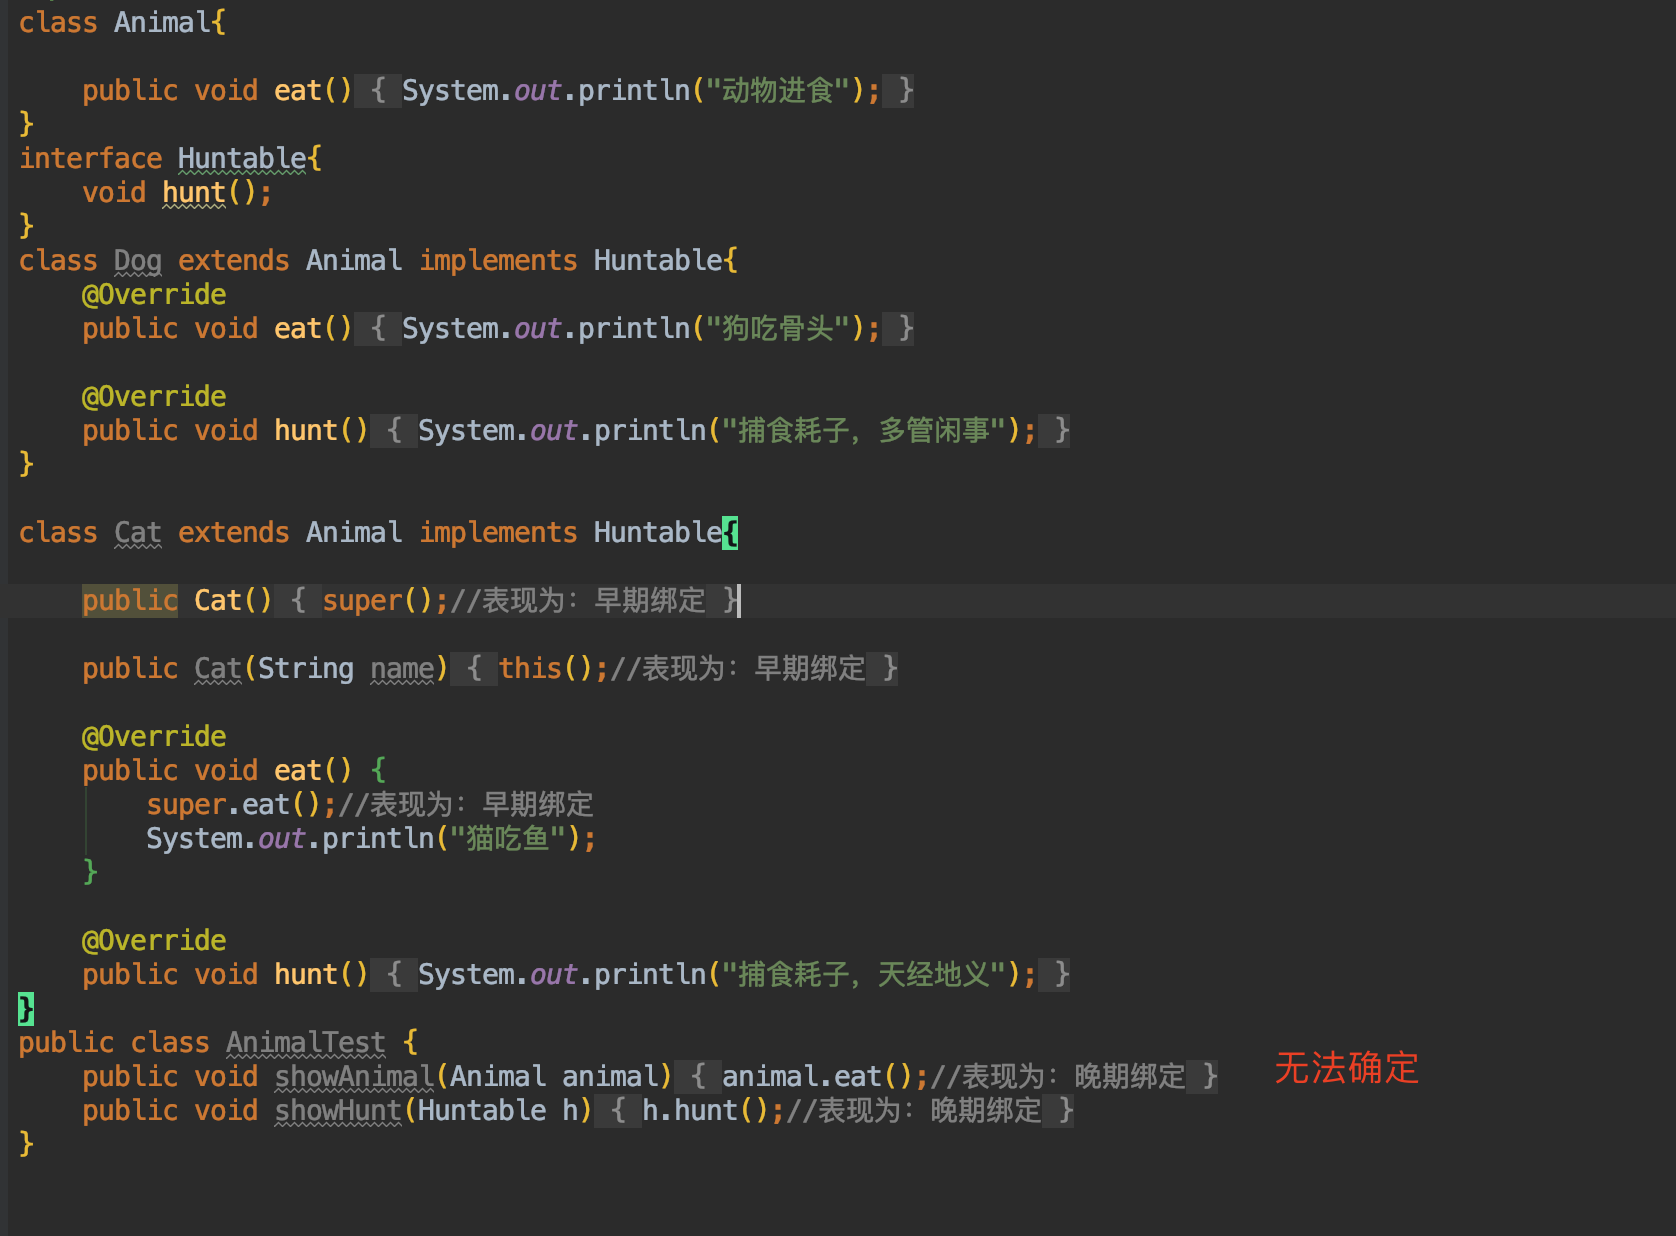 class Animal{
    public void eat() { System.out.println("动物进食"); }
}
interface Huntable{
    void hunt();
}
class Dog extends Animal implements Huntable{
    @Override
    public void eat() { System.out.println("狗吃骨头"); }
    @Override
    public void hunt() { System.out.println("捕食耗子，多管闲事"); }
}
class Cat extends Animal implements Huntable{
    public Cat() { super();//表现为：早期绑定 }
    public Cat(String name) { this();//表现为：早期绑定 }
    @Override
    public void eat() {
        super.eat();//表现为：早期绑定
        System.out.println("猫吃鱼");
    }
    @Override
    public void hunt() { System.out.println("捕食耗子，天经地义"); }
}
public class AnimalTest {
    public void showAnimal(Animal animal) { animal.eat();//表现为：晚期绑定 }
无法确定
    public void showHunt(Huntable h) { h.hunt();//表现为：晚期绑定 }
}